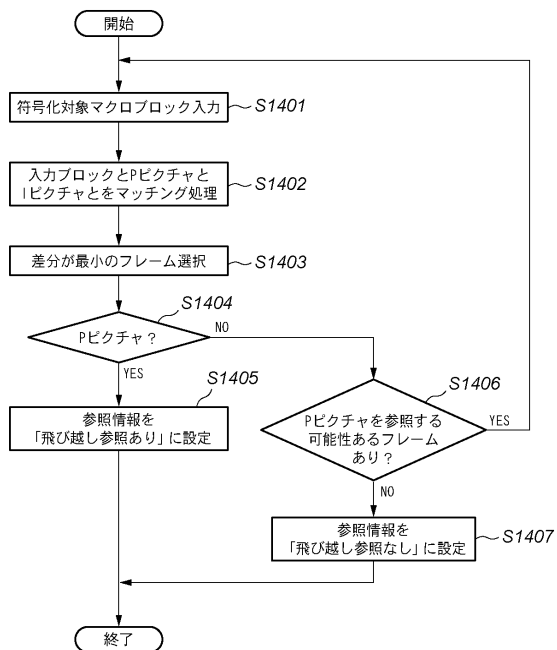 開始
符号化対象マクロブロック入力
S1401
入力ブロックとPピクチャと
Iピクチャとをマッチング処理
S1402
差分が最小のフレーム選択
S1403
S1404
Pピクチャ？
NO
YES
S1405
参照情報を
「飛び越し参照あり」に設定
S1406
Pピクチャを参照する
可能性あるフレーム
あり？
YES
NO
参照情報を
「飛び越し参照なし」に設定
S1407
終了